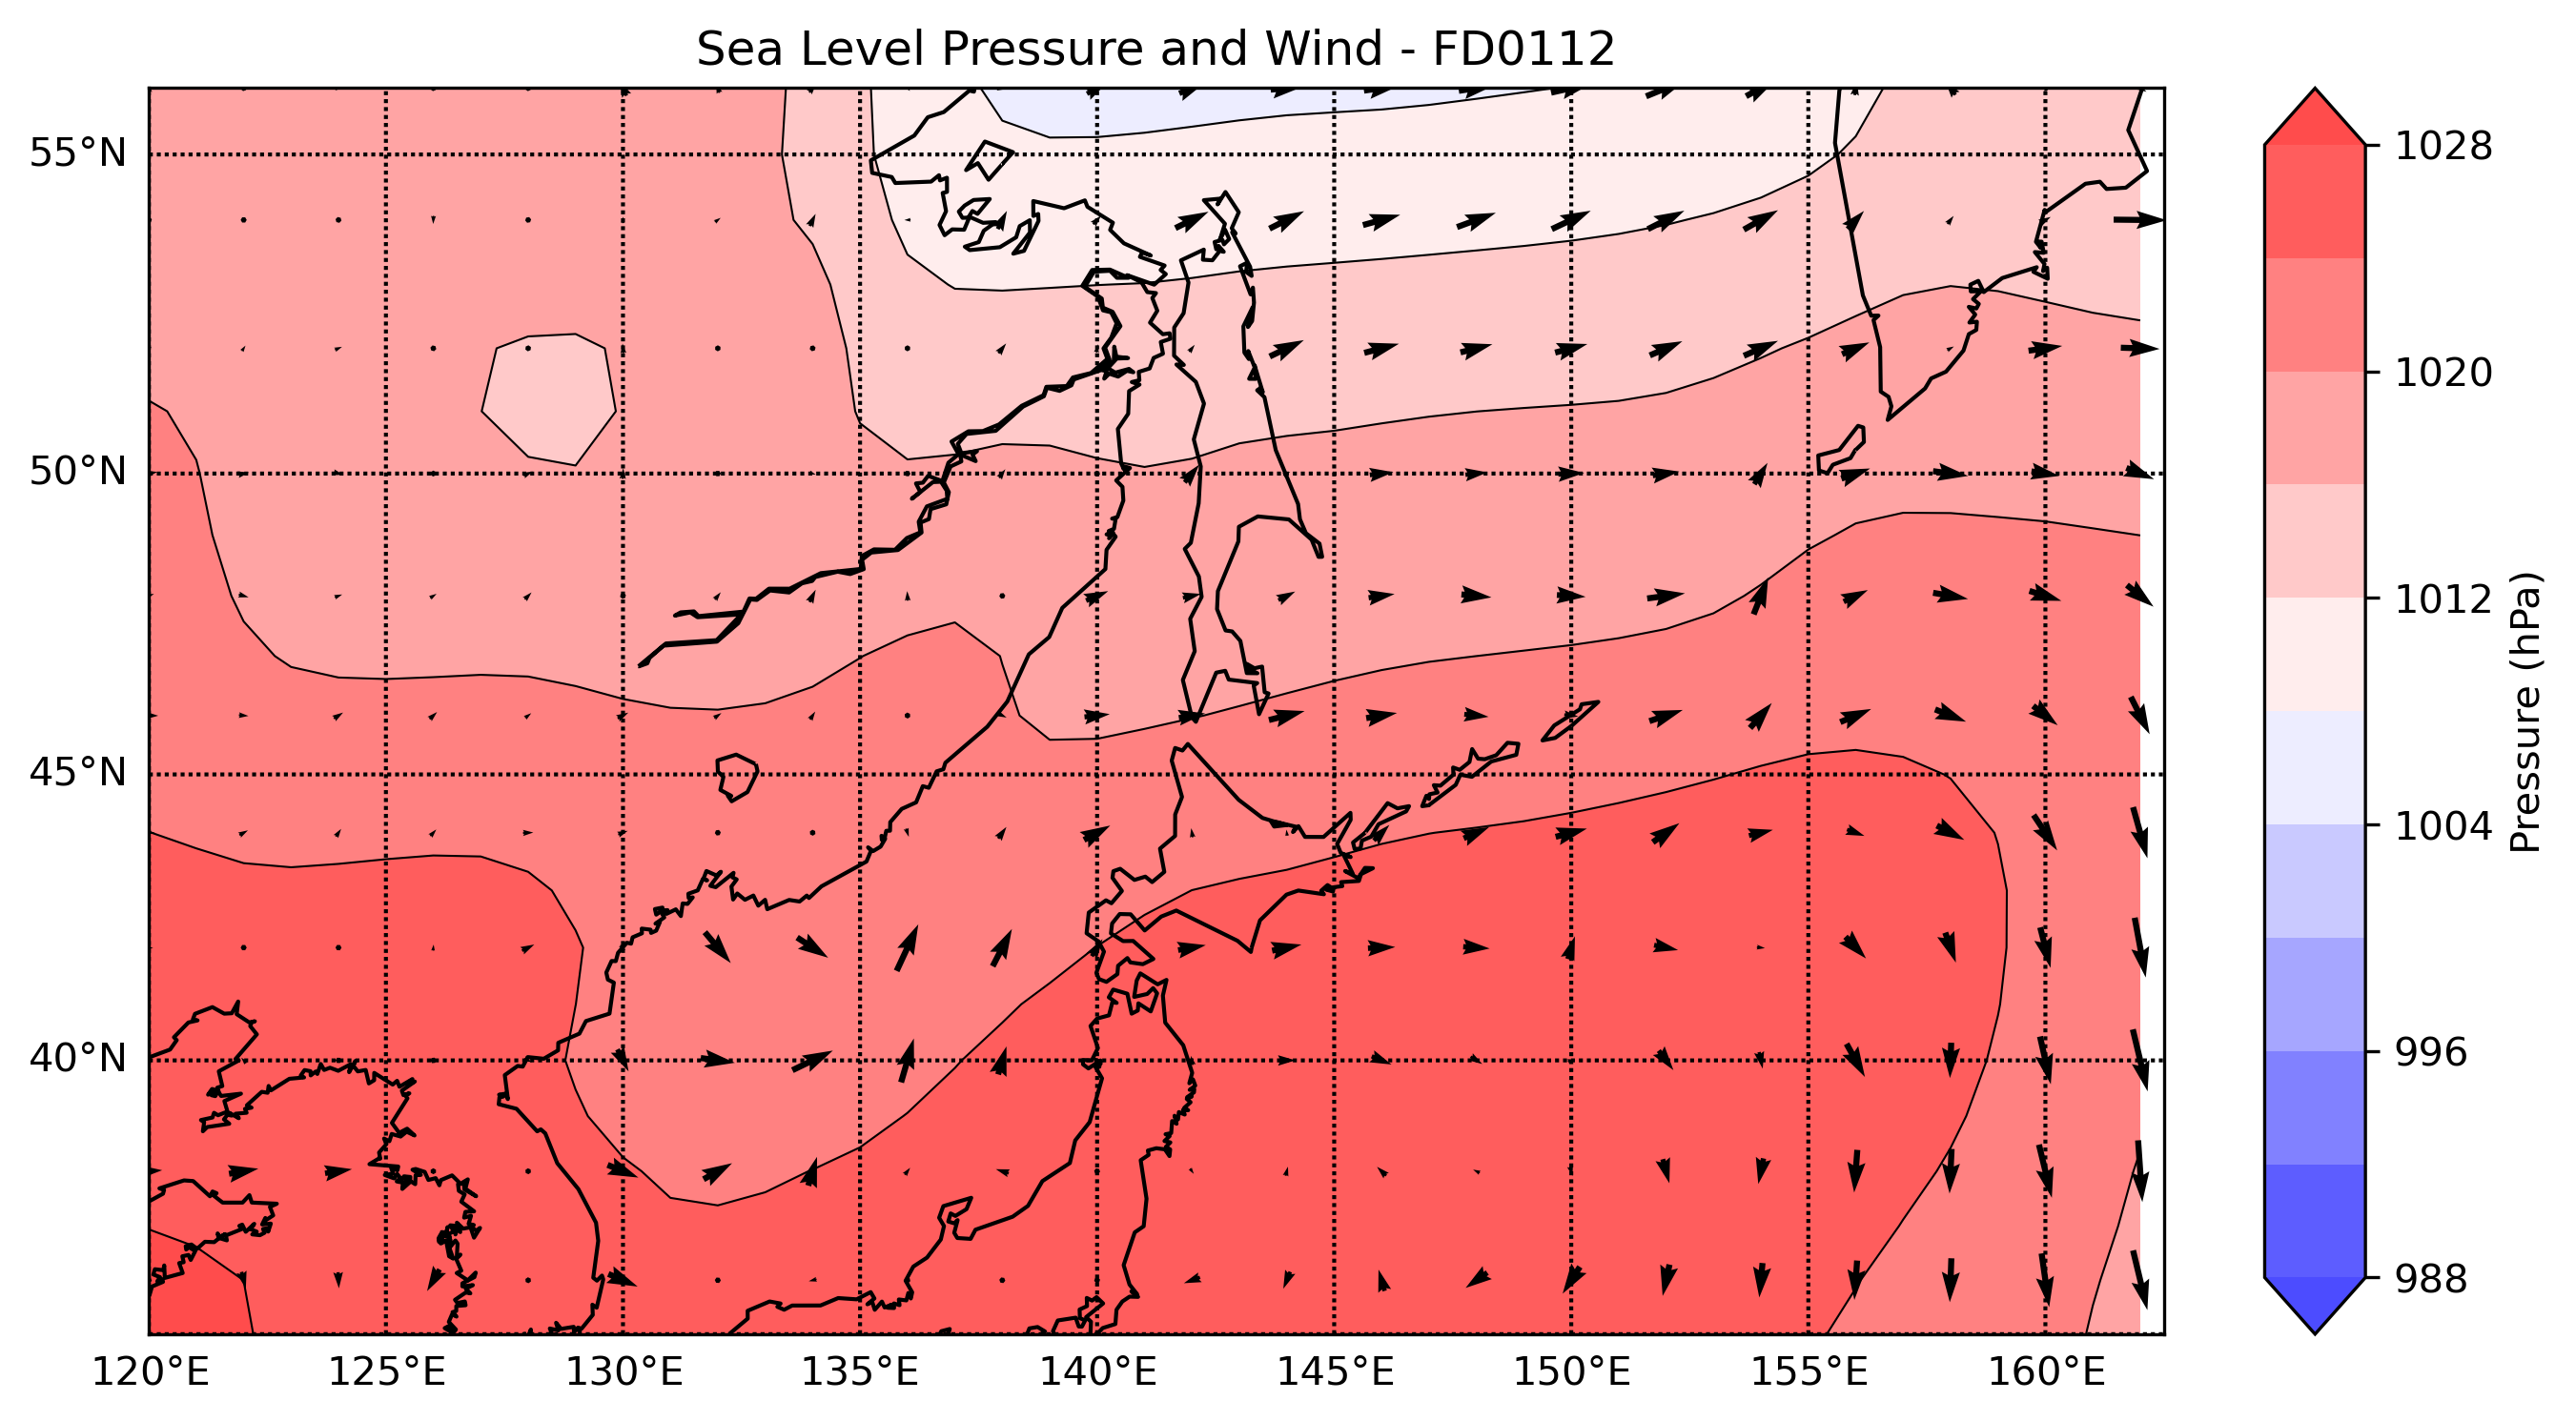 Sea Level Pressure and Wind - FD0112
55°N
50°N
45°N
40°N
120°E 125°E 130°E 135°E 140°E 145°E 150°E 155°E 160°E
1028
1020
1012
1004
996
988
Pressure (hPa)